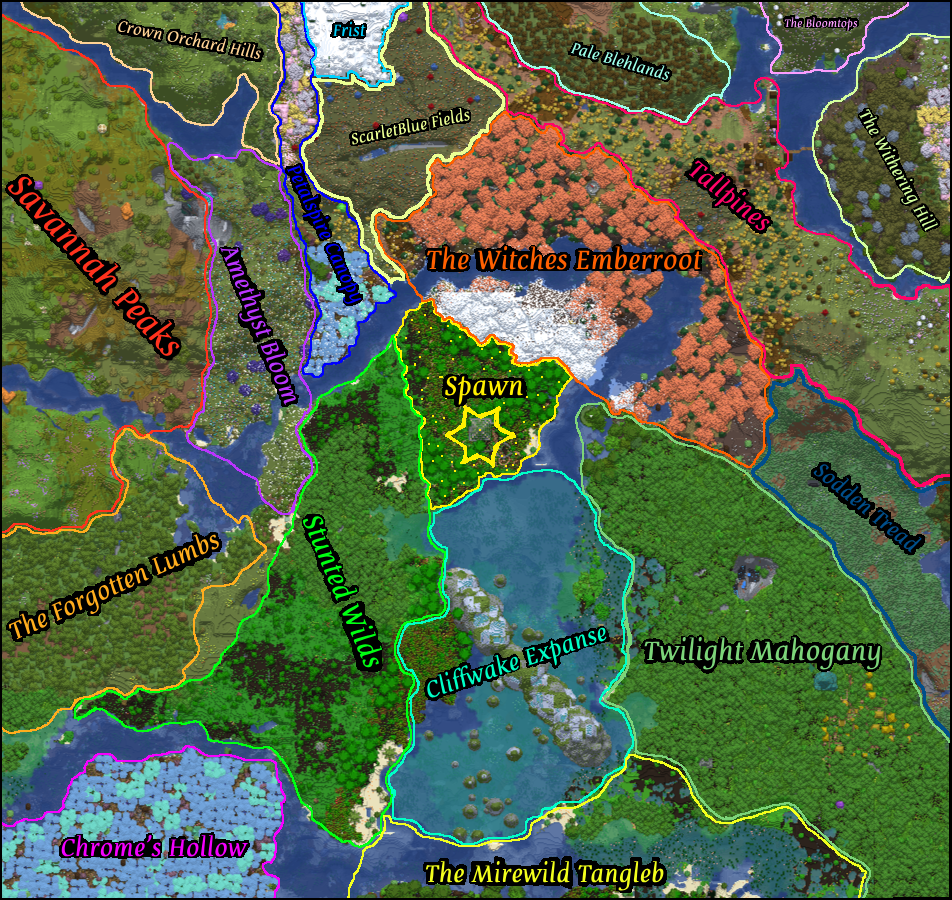 Crown Orchard Hills
Frist
Pale Blehlands
The Bloomtops
ScarletBlue Fields
The Withering Hill
Savannah Peaks
Amethyst Bloom
Canopy
The Witches Emberroot
Tallpines
Spawn
Sodden Tread
The Forgotten Lumbs
Stunted Wilds
Cliffwake Expanse
Twilight Mahogany
Chrome's Hollow
The Mirewild Tangleb